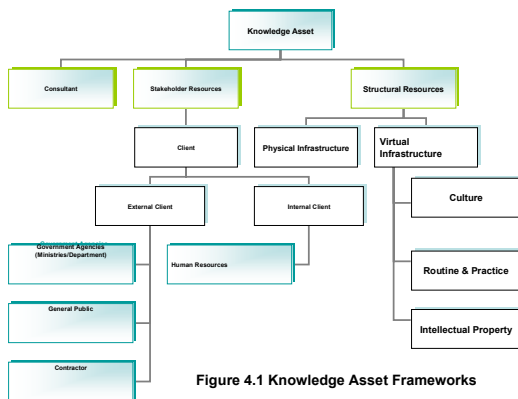 Knowledge Asset
Consultant
Stakeholder Resources
Structural Resources
Client
Physical Infrastructure
Virtual
Infrastructure
External Client
Internal Client
Culture
Government Agencies
(Ministries/Department)
Human Resources
Routine & Practice
General Public
Intellectual Property
Contractor
Figure 4.1 Knowledge Asset Frameworks